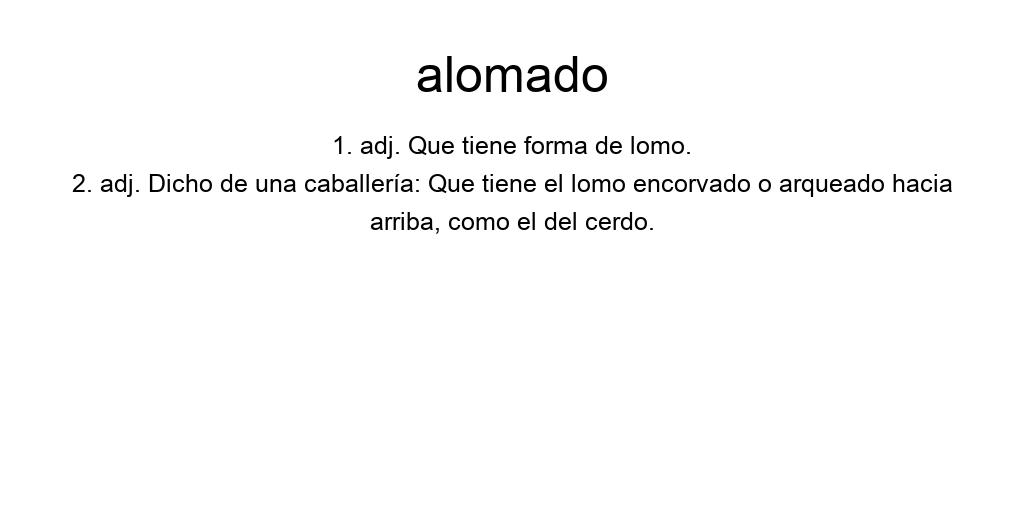 alomado
1. adj. Que tiene forma de lomo.
2. adj. Dicho de una caballería: Que tiene el lomo encorvado o arqueado hacia
arriba, como el del cerdo.